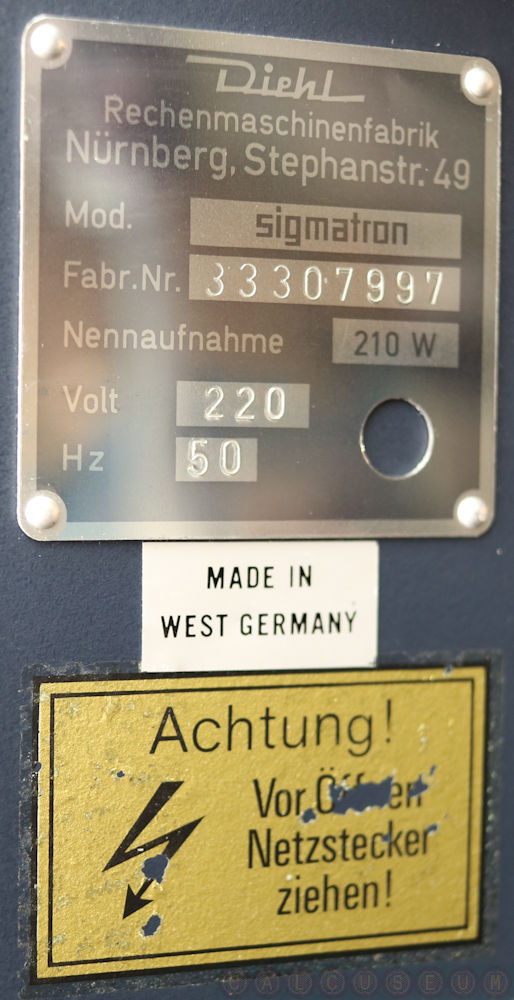 Diehl
Rechenmaschinenfabrik
Nürnberg, Stephanstr. 49
Mod. sigmatron
Fabr.Nr. 33307997
Nennaufnahme 210 W
Volt 220
Hz 50
MADE IN
WEST GERMANY
Achtung!
Vor Öffnen
Netzstecker
ziehen!
CALCUSEUM